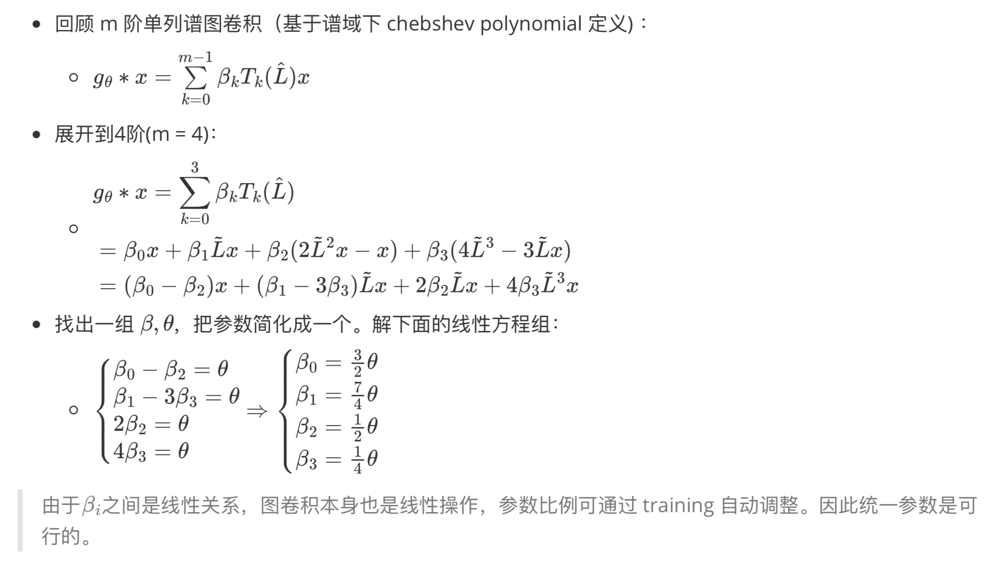 • 回顾 m 阶单列谱图卷积（基于谱域下 chebshev polynomial 定义)：
◦ $g_\theta * x = \sum_{k=0}^{m-1} \beta_k T_k(\hat{L})x$
• 展开到4阶(m = 4)：
◦ $g_\theta * x = \sum_{k=0}^{3} \beta_k T_k(\hat{L})$
$= \beta_0 x + \beta_1 \tilde{L}x + \beta_2(2\tilde{L}^2 x - x) + \beta_3(4\tilde{L}^3 - 3\tilde{L}x)$
$= (\beta_0 - \beta_2)x + (\beta_1 - 3\beta_3)\tilde{L}x + 2\beta_2\tilde{L}x + 4\beta_3\tilde{L}^3 x$
• 找出一组 $\beta, \theta$，把参数简化成一个。解下面的线性方程组：
◦ $\begin{cases} \beta_0 - \beta_2 = \theta \\ \beta_1 - 3\beta_3 = \theta \\ 2\beta_2 = \theta \\ 4\beta_3 = \theta \end{cases} \Rightarrow \begin{cases} \beta_0 = \frac{3}{2}\theta \\ \beta_1 = \frac{7}{4}\theta \\ \beta_2 = \frac{1}{2}\theta \\ \beta_3 = \frac{1}{4}\theta \end{cases}$
由于$\beta_i$之间是线性关系，图卷积本身也是线性操作，参数比例可通过 training 自动调整。因此统一参数是可
行的。